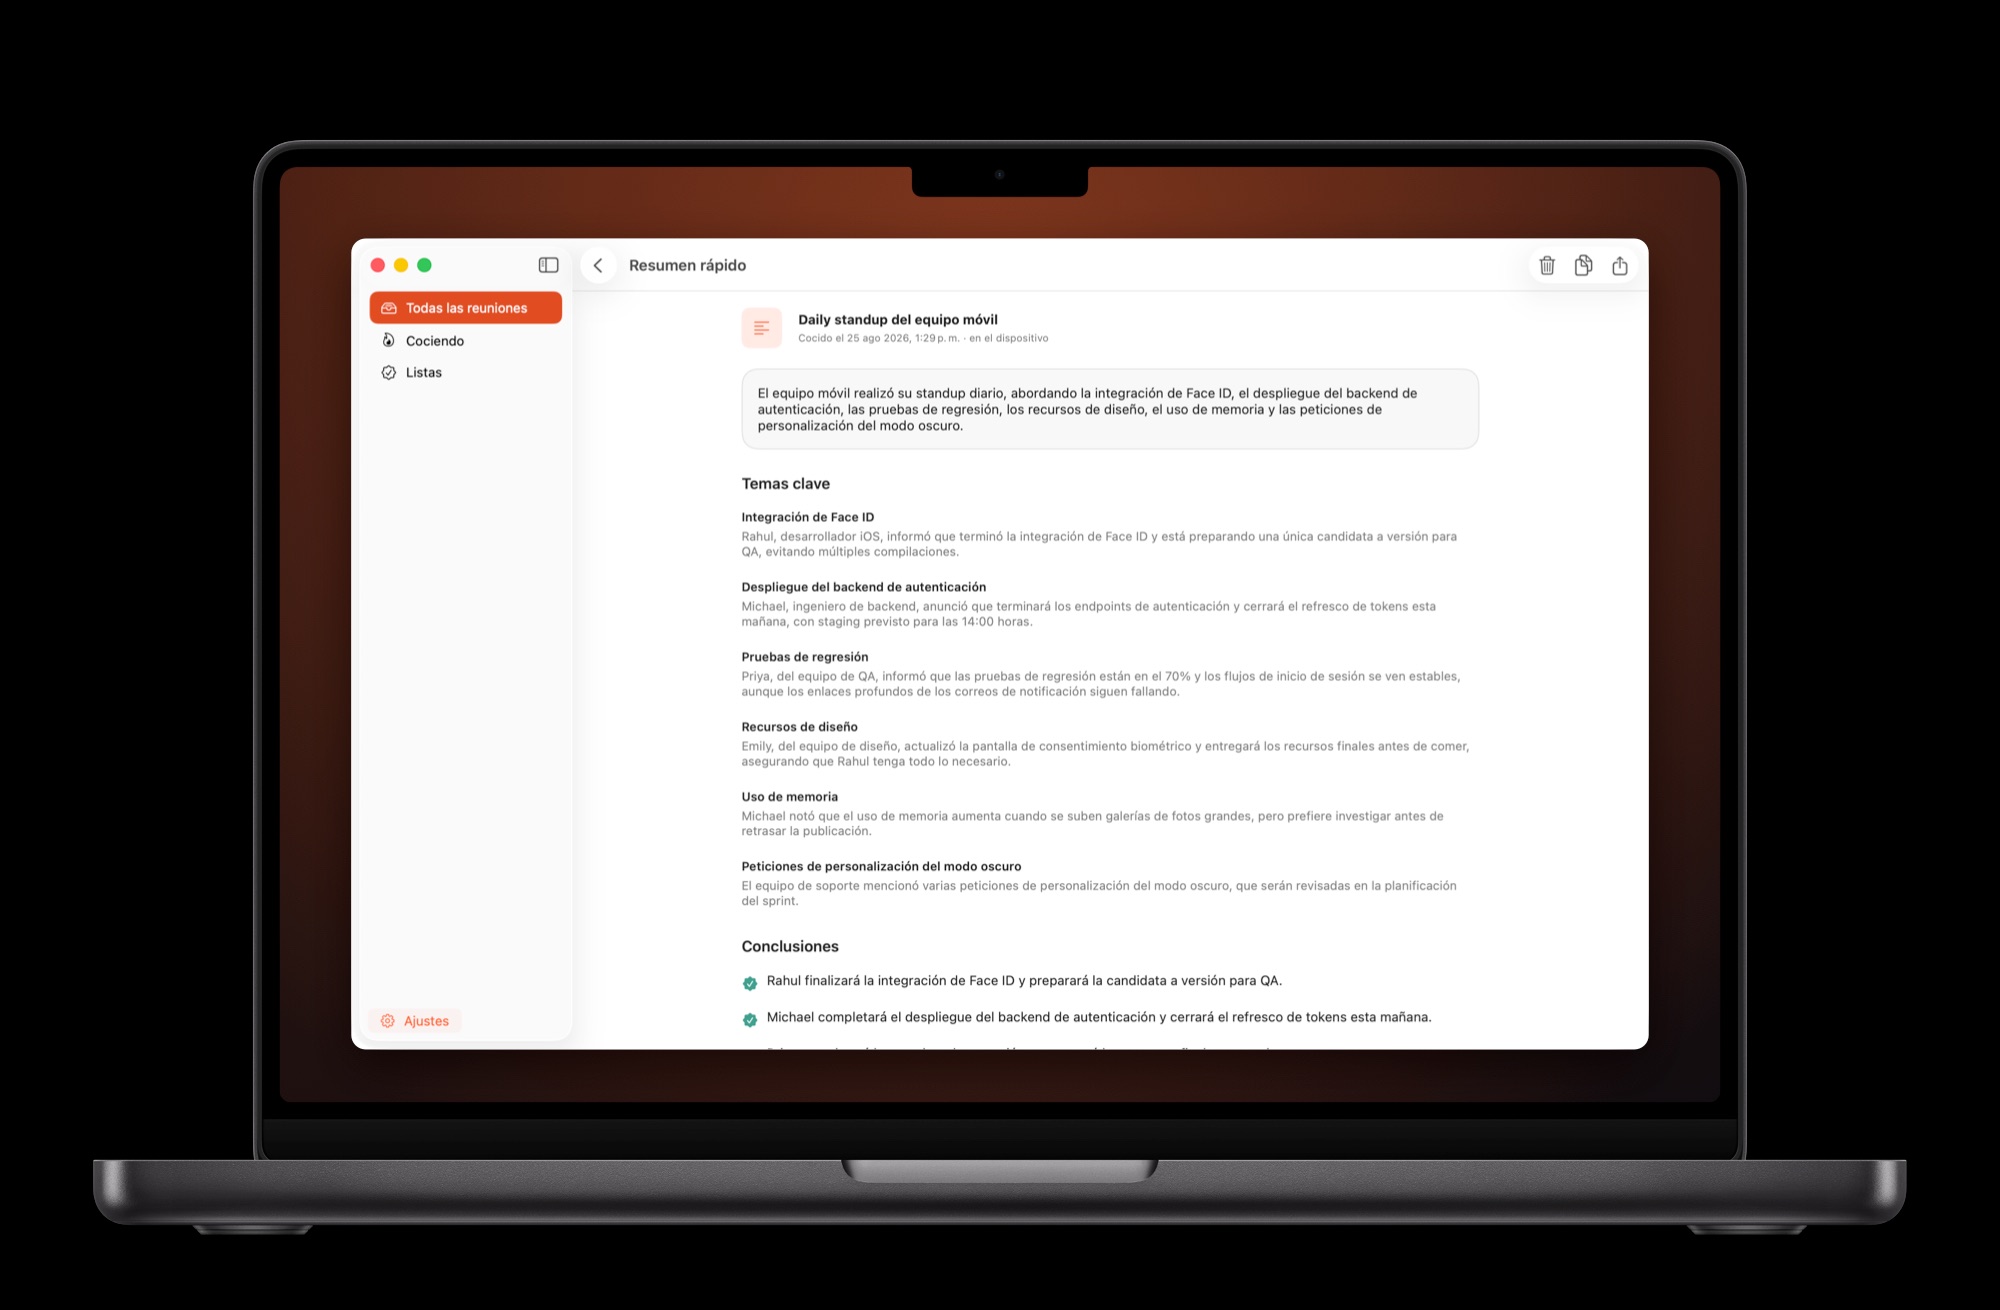 Resumen rápido
Todas las reuniones
Cociendo
Listas
Ajustes
Daily standup del equipo móvil
Cocido el 25 ago 2026, 1:29 p. m. · en el dispositivo
El equipo móvil realizó su standup diario, abordando la integración de Face ID, el despliegue del backend de
autenticación, las pruebas de regresión, los recursos de diseño, el uso de memoria y las peticiones de
personalización del modo oscuro.
Temas clave
Integración de Face ID
Rahul, desarrollador iOS, informó que terminó la integración de Face ID y está preparando una única candidata a versión para
QA, evitando múltiples compilaciones.
Despliegue del backend de autenticación
Michael, ingeniero de backend, anunció que terminará los endpoints de autenticación y cerrará el refresco de tokens esta
mañana, con staging previsto para las 14:00 horas.
Pruebas de regresión
Priya, del equipo de QA, informó que las pruebas de regresión están en el 70% y los flujos de inicio de sesión se ven estables,
aunque los enlaces profundos de los correos de notificación siguen fallando.
Recursos de diseño
Emily, del equipo de diseño, actualizó la pantalla de consentimiento biométrico y entregará los recursos finales antes de comer,
asegurando que Rahul tenga todo lo necesario.
Uso de memoria
Michael notó que el uso de memoria aumenta cuando se suben galerías de fotos grandes, pero prefiere investigar antes de
retrasar la publicación.
Peticiones de personalización del modo oscuro
El equipo de soporte mencionó varias peticiones de personalización del modo oscuro, que serán revisadas en la planificación
del sprint.
Conclusiones
Rahul finalizará la integración de Face ID y preparará la candidata a versión para QA.
Michael completará el despliegue del backend de autenticación y cerrará el refresco de tokens esta mañana.